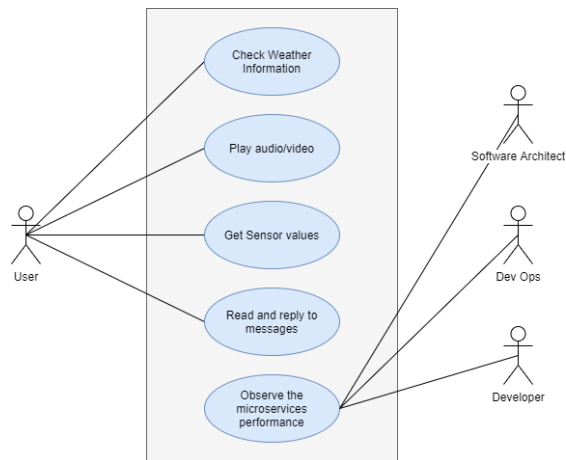 Check Weather
Information
Play audio/video
Get Sensor values
Read and reply to
messages
Observe the
microservices
performance
User
Software Architect
Dev Ops
Developer